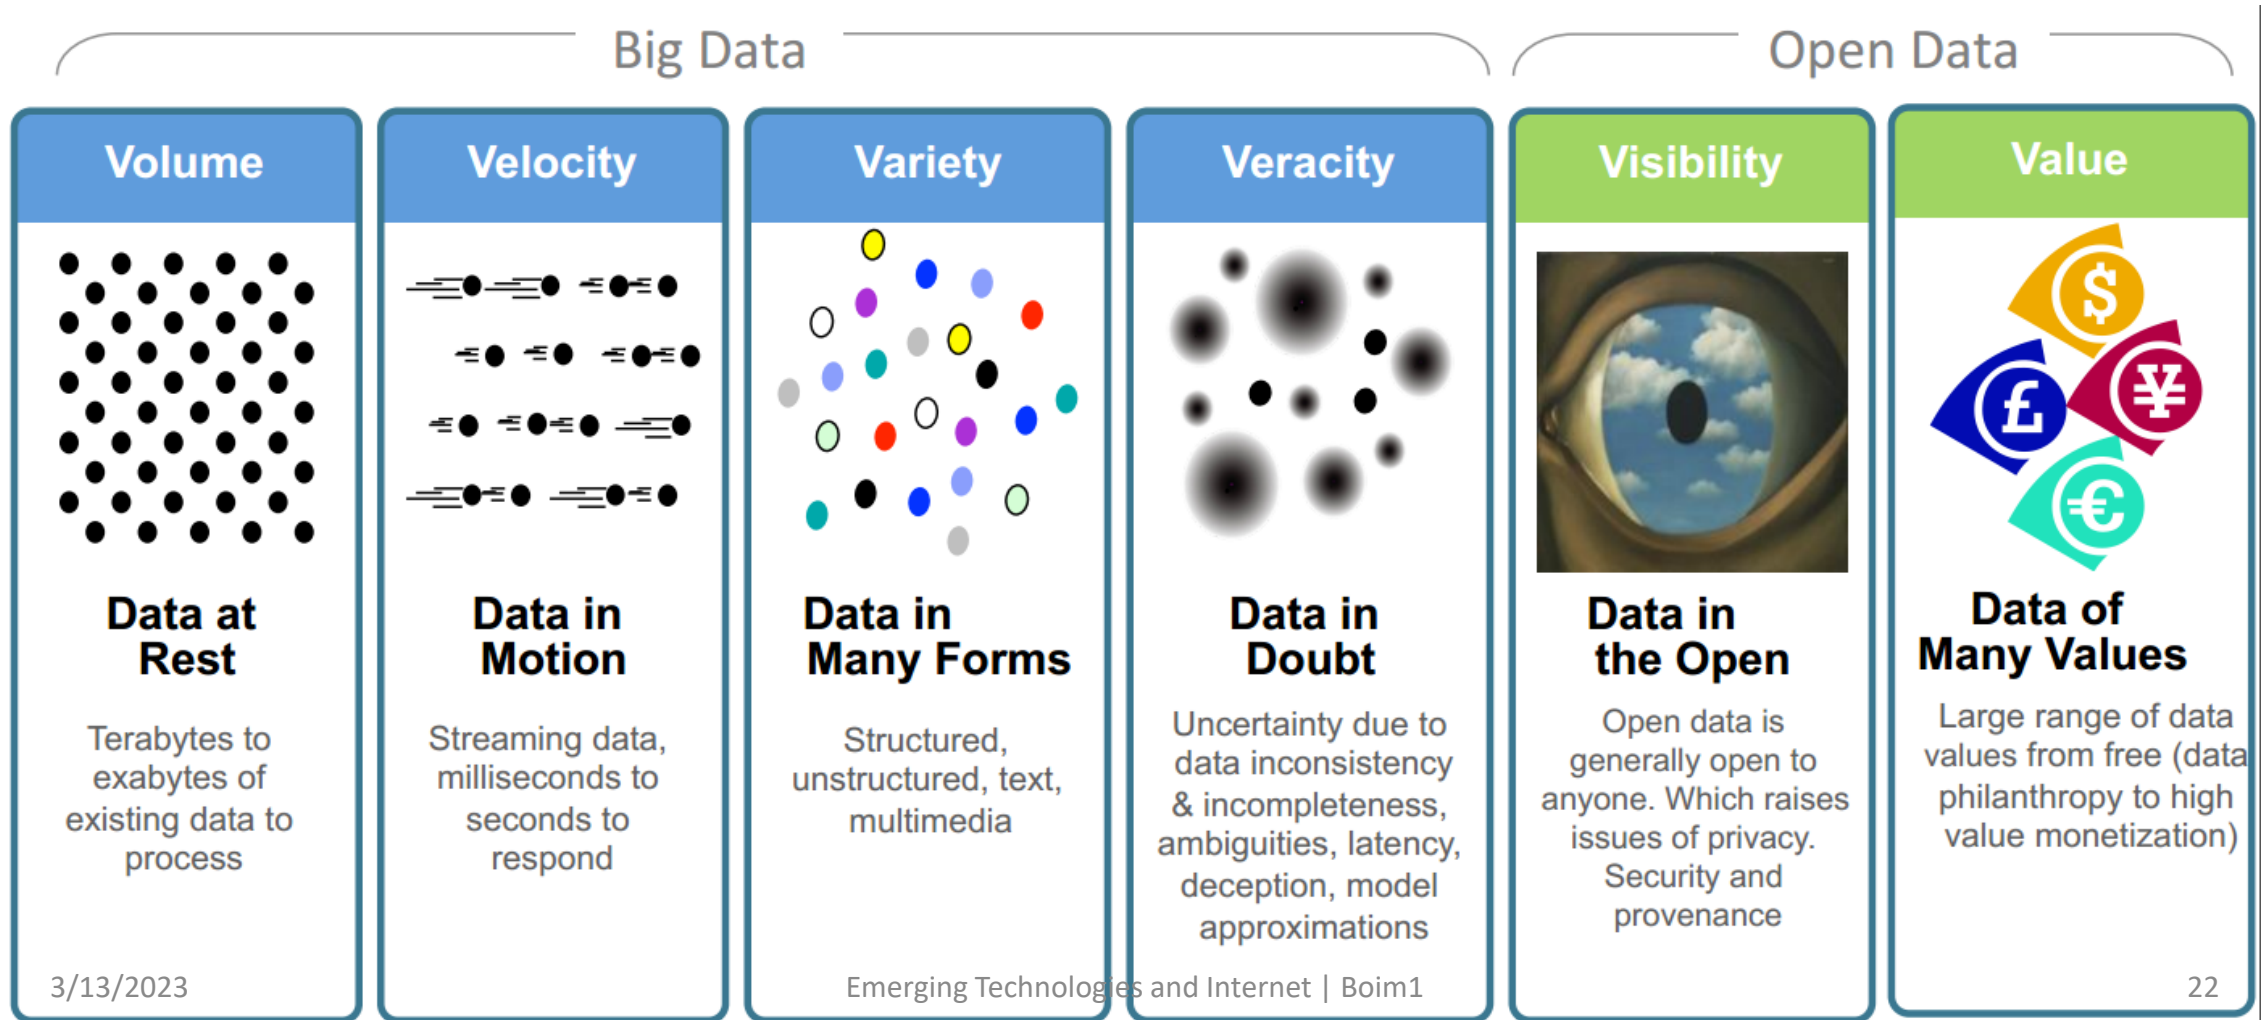 Big Data
Open Data
Volume
Data at
Rest
Terabytes to
exabytes of
existing data to
process
Velocity
Data in
Motion
Streaming data,
milliseconds to
seconds to
respond
Variety
Data in
Many Forms
Structured,
unstructured, text,
multimedia
Veracity
Data in
Doubt
Uncertainty due to
data inconsistency
& incompleteness,
ambiguities, latency,
deception, model
approximations
Visibility
Data in
the Open
Open data is
generally open to
anyone. Which raises
issues of privacy.
Security and
provenance
Value
$
£
¥
€
Data of
Many Values
Large range of data
values from free (data
philanthropy to high
value monetization)
3/13/2023
Emerging Technologies and Internet | Boim1
22